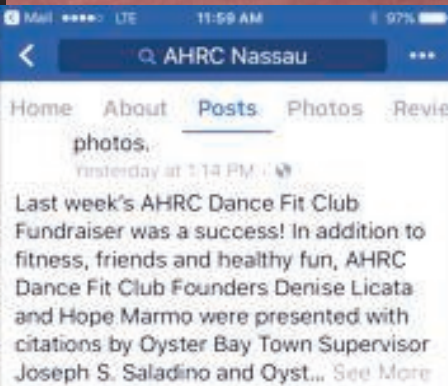 Mail LTE 11:59 AM 97%
AHRC Nassau
Home About Posts Photos Revie
photos.
Yesterday at 1:14 PM
Last week's AHRC Dance Fit Club
Fundraiser was a success! In addition to
fitness, friends and healthy fun, AHRC
Dance Fit Club Founders Denise Licata
and Hope Marmo were presented with
citations by Oyster Bay Town Supervisor
Joseph S. Saladino and Oyst... See More